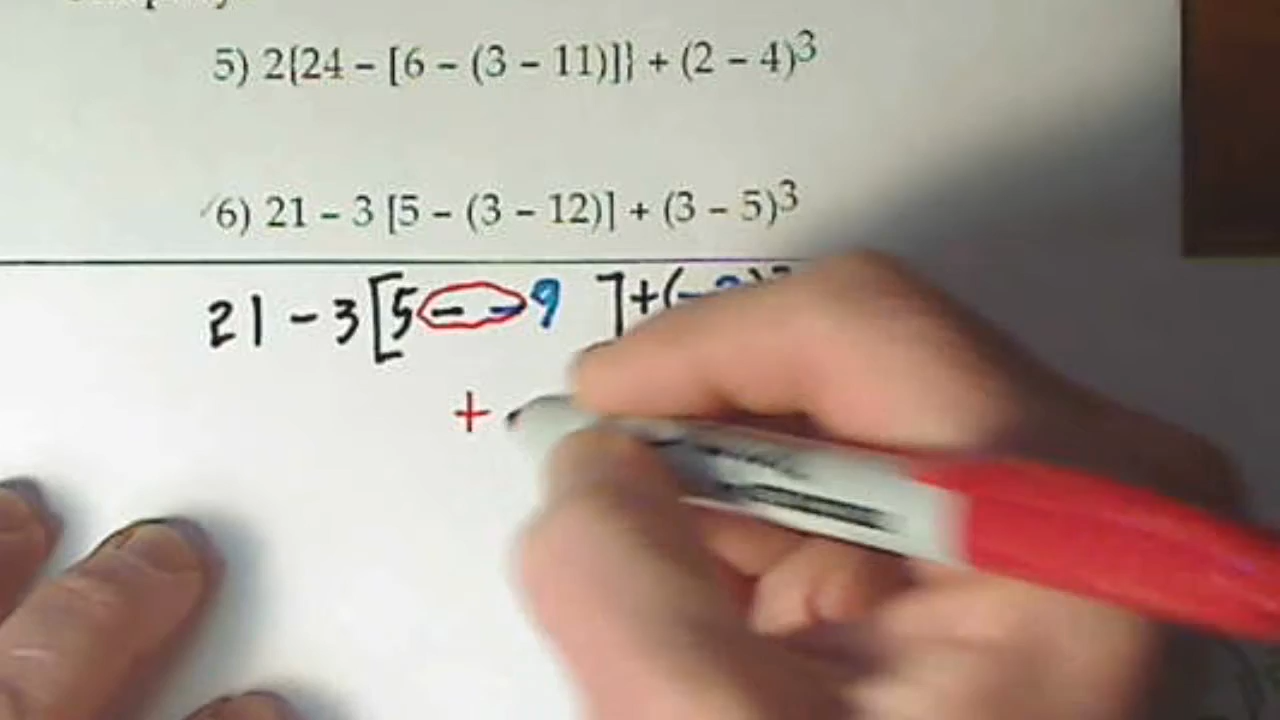 5) 2{24 – [6 – (3 – 11)]} + (2 – 4)3
6) 21 – 3 [5 – (3 – 12)] + (3 – 5)3
21 – 3[5 – -9 ]+(-2)
+